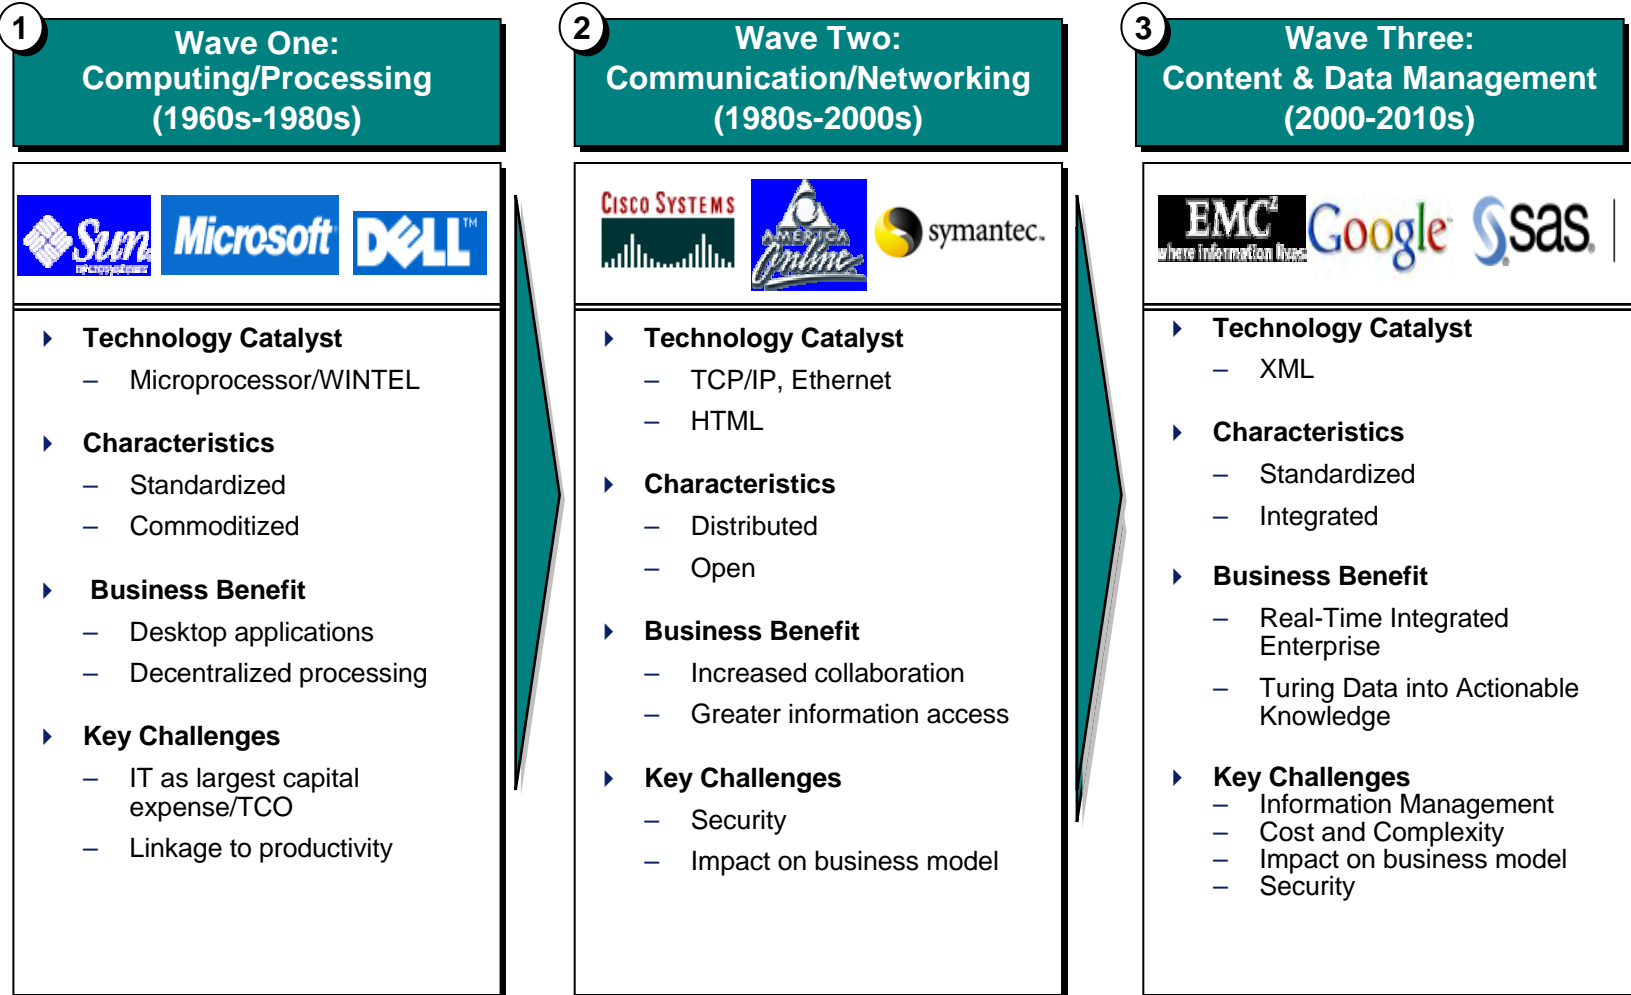 1
Wave One:
Computing/Processing
(1960s-1980s)
Sun
microsystems
Microsoft
DELL™
Technology Catalyst
– Microprocessor/WINTEL
Characteristics
– Standardized
– Commoditized
Business Benefit
– Desktop applications
– Decentralized processing
Key Challenges
– IT as largest capital
expense/TCO
– Linkage to productivity
2
Wave Two:
Communication/Networking
(1980s-2000s)
CISCO SYSTEMS
AMERICA
Online
symantec.
Technology Catalyst
– TCP/IP, Ethernet
– HTML
Characteristics
– Distributed
– Open
Business Benefit
– Increased collaboration
– Greater information access
Key Challenges
– Security
– Impact on business model
3
Wave Three:
Content & Data Management
(2000-2010s)
EMC²
where information lives
Google™
sas.
Technology Catalyst
– XML
Characteristics
– Standardized
– Integrated
Business Benefit
– Real-Time Integrated
Enterprise
– Turing Data into Actionable
Knowledge
Key Challenges
– Information Management
– Cost and Complexity
– Impact on business model
– Security